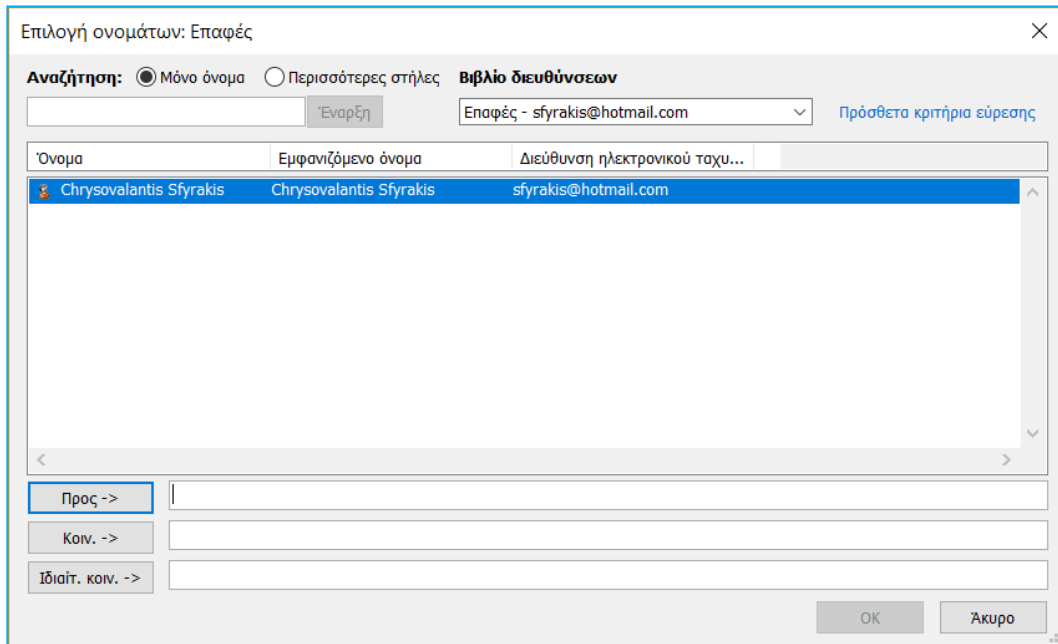 Επιλογή ονομάτων: Επαφές
Αναζήτηση: Μόνο όνομα Περισσότερες στήλες Βιβλίο διευθύνσεων
Έναρξη Επαφές - sfyrakis@hotmail.com Πρόσθετα κριτήρια εύρεσης
Όνομα Εμφανιζόμενο όνομα Διεύθυνση ηλεκτρονικού ταχυ...
Chrysovalantis Sfyrakis Chrysovalantis Sfyrakis sfyrakis@hotmail.com
Προς ->
Κοιν. ->
Ιδιαίτ. κοιν. ->
OK Άκυρο